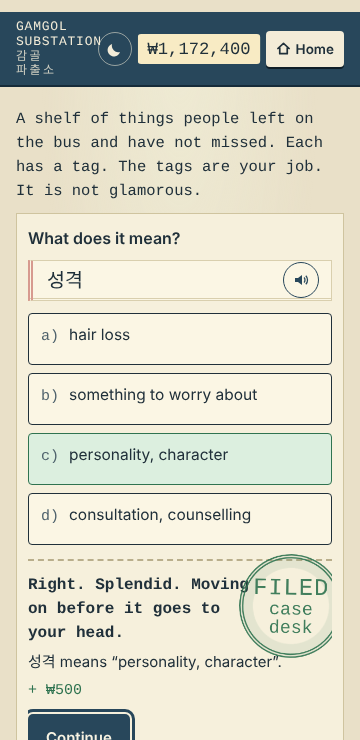 GAMGOL
SUBSTATION
감골
파출소
₩1,172,400
Home
A shelf of things people left on
the bus and have not missed. Each
has a tag. The tags are your job.
It is not glamorous.
What does it mean?
성격
a) hair loss
b) something to worry about
c) personality, character
d) consultation, counselling
Right. Splendid. Moving
on before it goes to
your head.
FILED
case
desk
성격 means “personality, character”.
+ ₩500
Continue